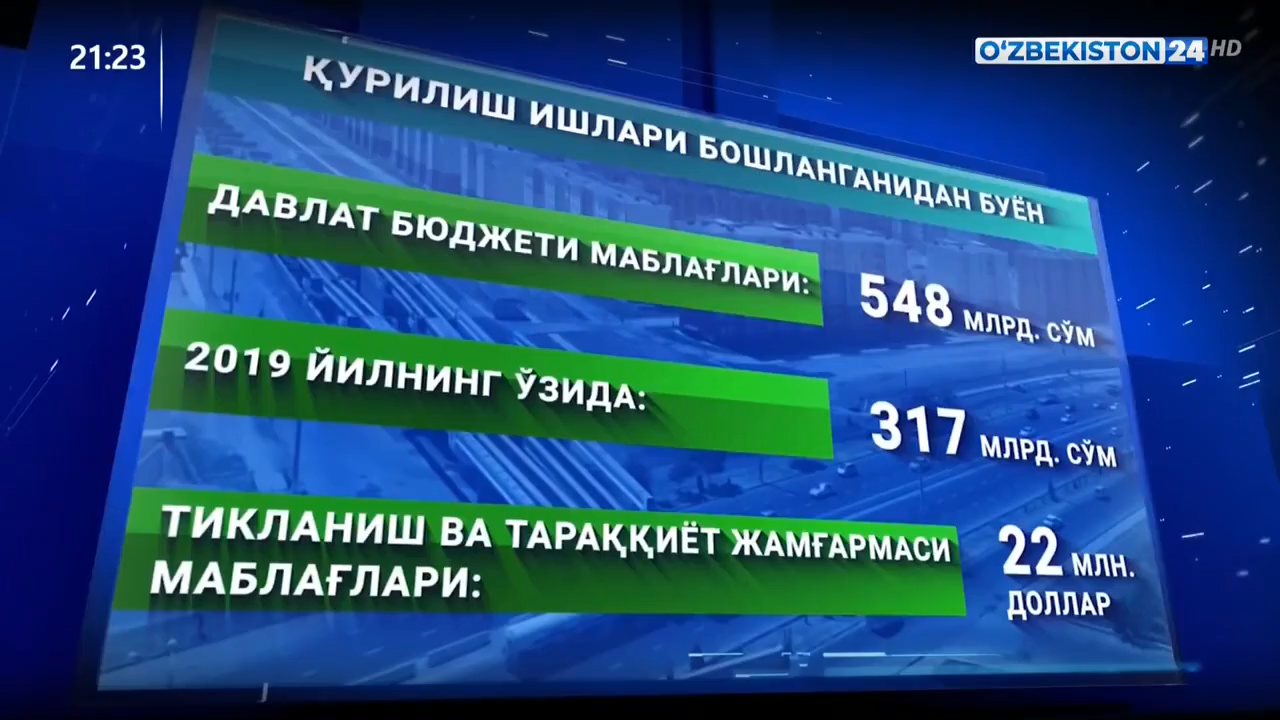 21:23
O‘ZBEKISTON 24 HD
ҚУРИЛИШ ИШЛАРИ БОШЛАНГАНИДАН БУЁН
ДАВЛАТ БЮДЖЕТИ МАБЛАҒЛАРИ:
548 МЛРД. СЎМ
2019 ЙИЛНИНГ ЎЗИДА:
317 МЛРД. СЎМ
ТИКЛАНИШ ВА ТАРАҚҚИЁТ ЖАМҒАРМАСИ
МАБЛАҒЛАРИ:
22 МЛН.
ДОЛЛАР